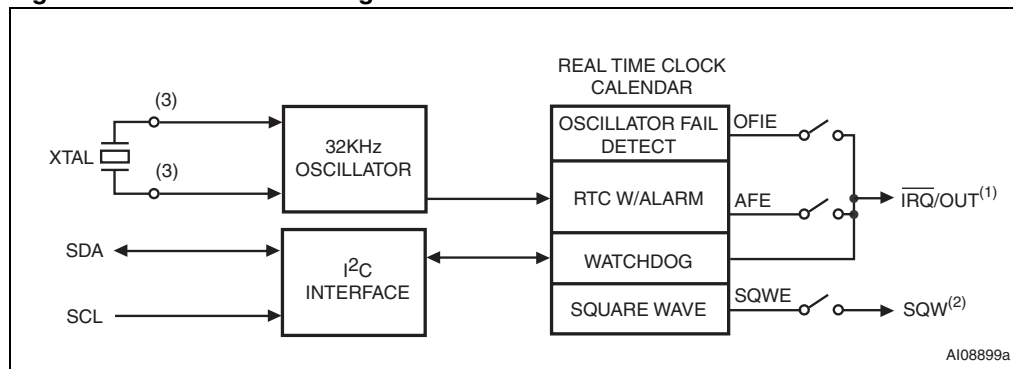 REAL TIME CLOCK
CALENDAR
(3)
XTAL
(3)
32KHz
OSCILLATOR
OSCILLATOR FAIL
DETECT
OFIE
RTC W/ALARM
AFE
IRQ/OUT(1)
SDA
SCL
I2C
INTERFACE
WATCHDOG
SQUARE WAVE
SQWE
SQW(2)
AI08899a